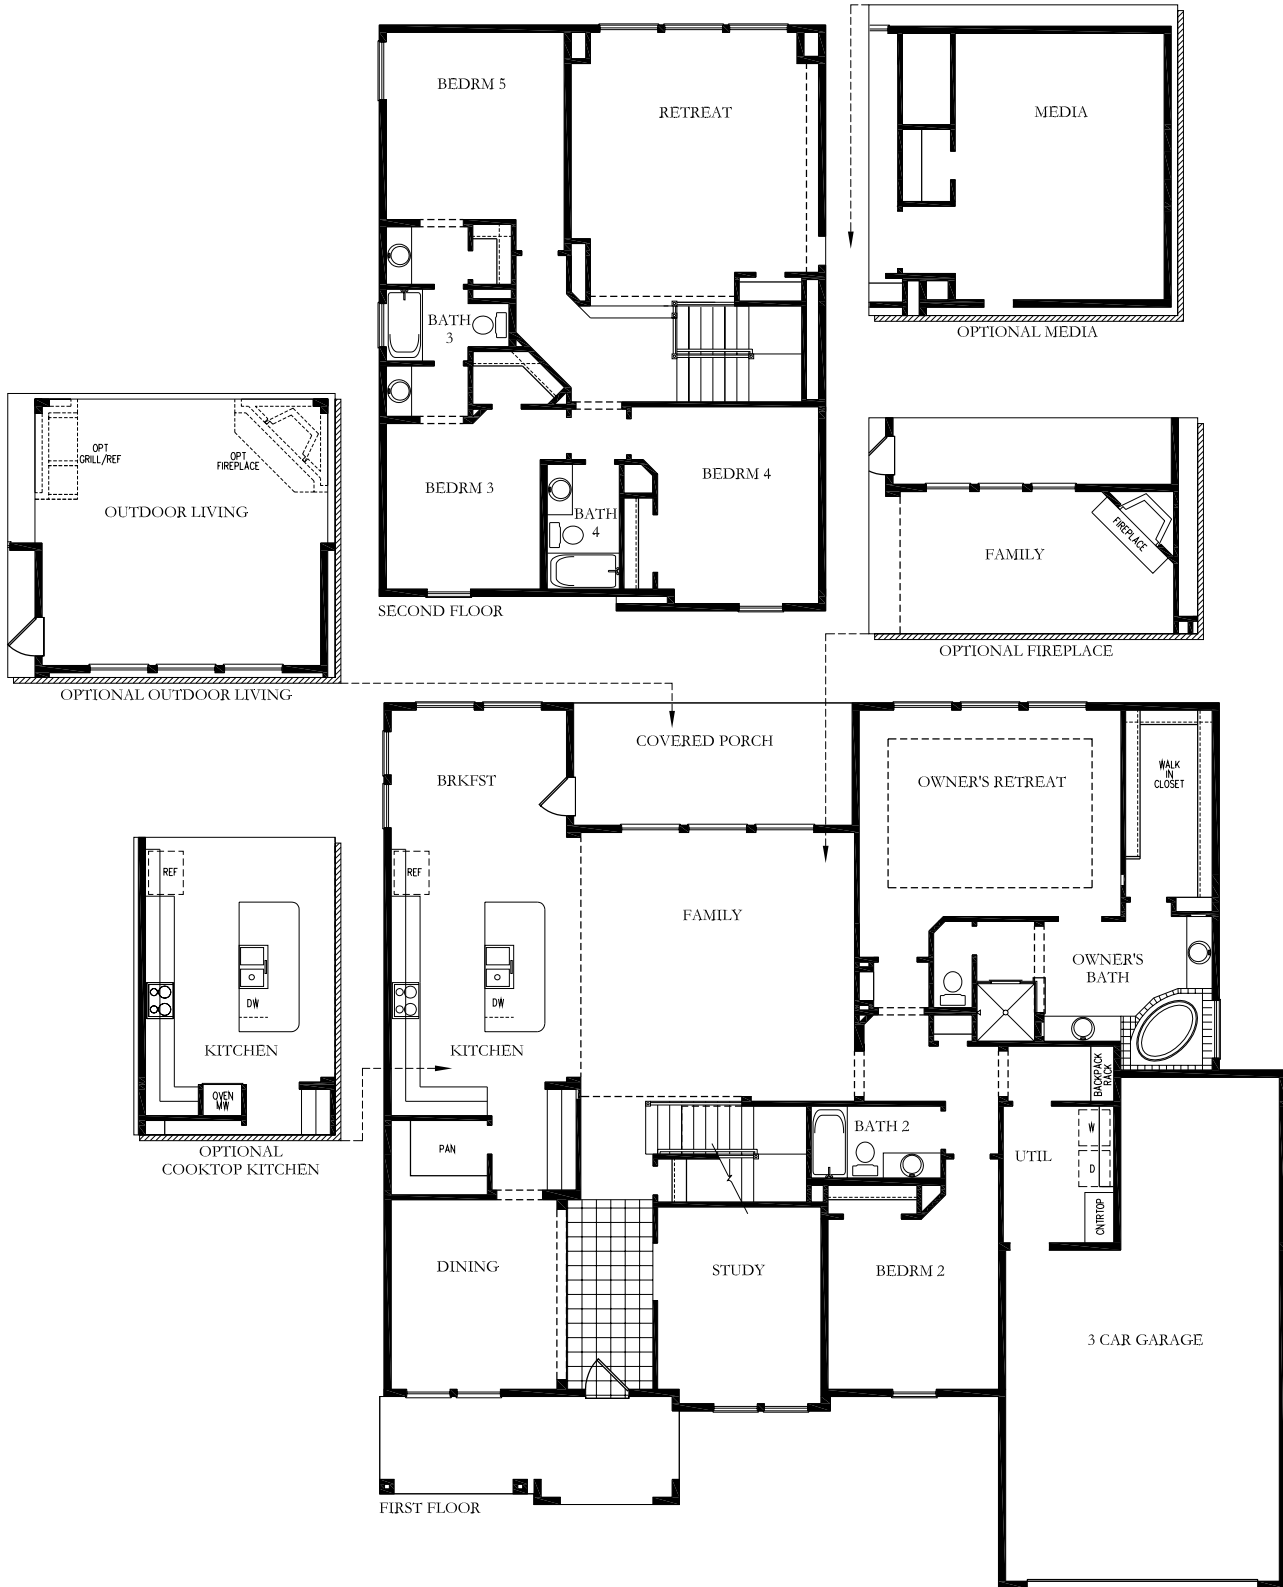 BEDRM 5
RETREAT
MEDIA
BATH
3
OPTIONAL MEDIA
OPT
GRILL/REF
OPT
FIREPLACE
OUTDOOR LIVING
BEDRM 3
BEDRM 4
BATH
4
FIREPLACE
FAMILY
SECOND FLOOR
OPTIONAL FIREPLACE
OPTIONAL OUTDOOR LIVING
COVERED PORCH
BRKFST
OWNER'S RETREAT
WALK
IN
CLOSET
REF
DW
KITCHEN
OVEN
MW
OPTIONAL
COOKTOP KITCHEN
REF
FAMILY
OWNER'S
BATH
DW
KITCHEN
BACKPACK
RACK
PAN
BATH 2
UTIL
W
D
CNTRTOP
DINING
STUDY
BEDRM 2
3 CAR GARAGE
FIRST FLOOR